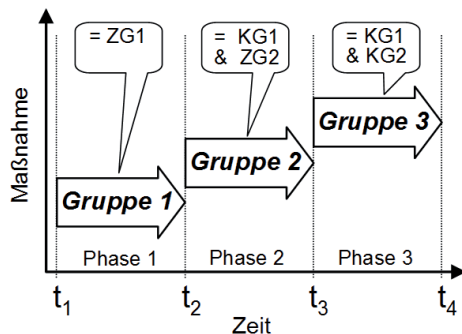 = ZG1
= KG1
& ZG2
= KG1
& KG2
Maßnahme
Gruppe 1
Gruppe 2
Gruppe 3
Phase 1
Phase 2
Phase 3
t1
t2
t3
t4
Zeit